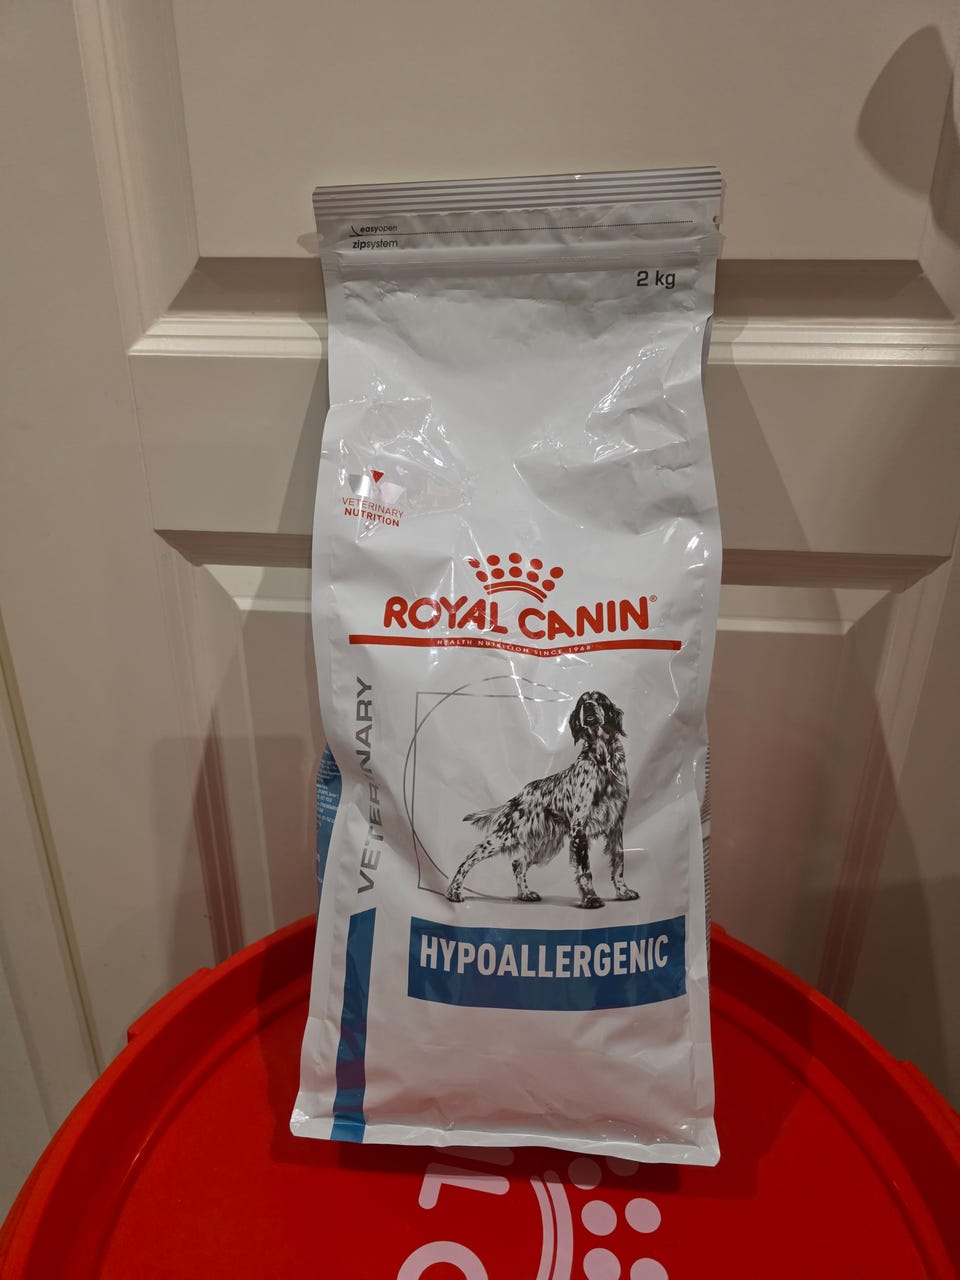 easyopen
zipsystem
2 kg
VETERINARY
NUTRITION
ROYAL CANIN®
HEALTH NUTRITION SINCE 1968
VETERINARY
HYPOALLERGENIC